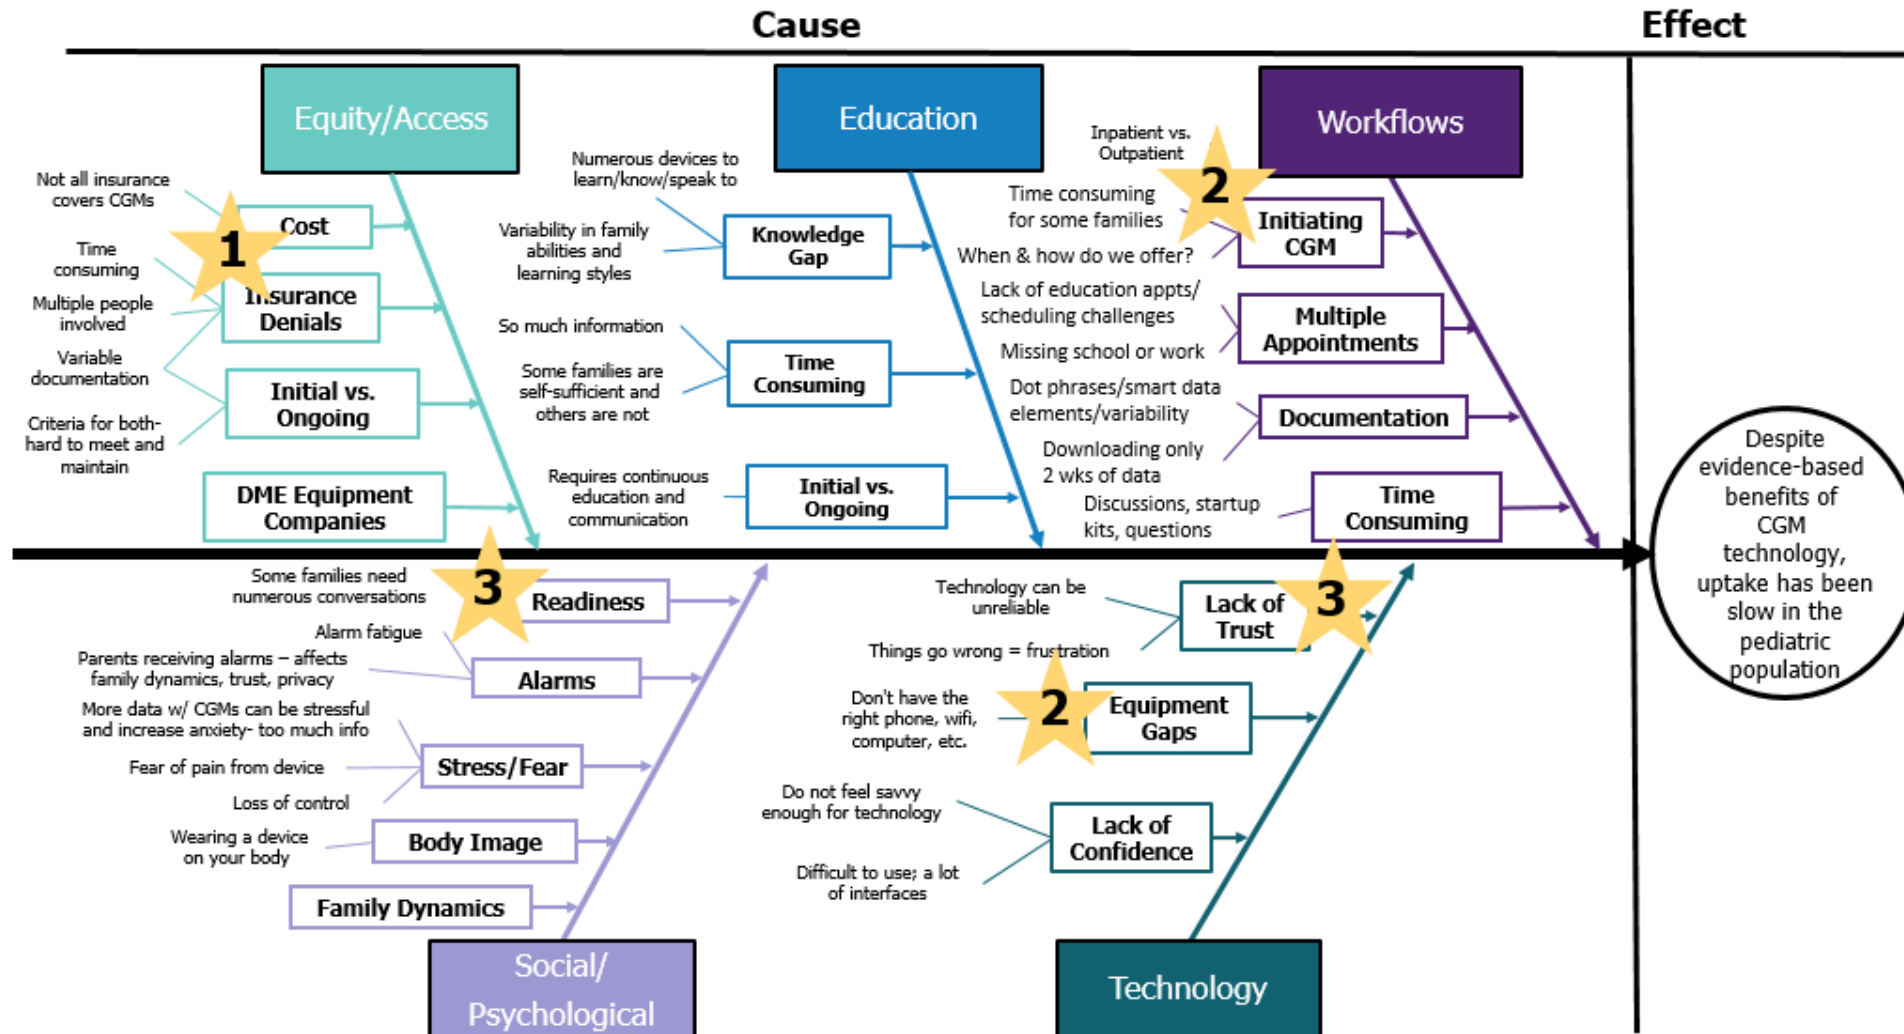 Cause
Effect
Equity/Access
Not all insurance
covers CGMs
1
Cost
Time
consuming
Multiple people
involved
Variable
documentation
Insurance
Denials
Initial vs.
Ongoing
Criteria for both-
hard to meet and
maintain
DME Equipment
Companies
Education
Numerous devices to
learn/know/speak to
Variability in family
abilities and
learning styles
Knowledge
Gap
So much information
Some families are
self-sufficient and
others are not
Time
Consuming
Requires continuous
education and
communication
Initial vs.
Ongoing
Workflows
Inpatient vs.
Outpatient
2
Time consuming
for some families
When & how do we offer?
Initiating
CGM
Lack of education appts/
scheduling challenges
Missing school or work
Multiple
Appointments
Dot phrases/smart data
elements/variability
Downloading only
2 wks of data
Documentation
Discussions, startup
kits, questions
Time
Consuming
Despite
evidence-based
benefits of
CGM
technology,
uptake has been
slow in the
pediatric
population
Some families need
numerous conversations
3
Readiness
Alarm fatigue
Parents receiving alarms – affects
family dynamics, trust, privacy
Alarms
More data w/ CGMs can be stressful
and increase anxiety- too much info
Fear of pain from device
Loss of control
Stress/Fear
Wearing a device
on your body
Body Image
Family Dynamics
Social/
Psychological
Technology can be
unreliable
Things go wrong = frustration
Lack of
Trust
3
Don't have the
right phone, wifi,
computer, etc.
2
Equipment
Gaps
Do not feel savvy
enough for technology
Difficult to use; a lot
of interfaces
Lack of
Confidence
Technology